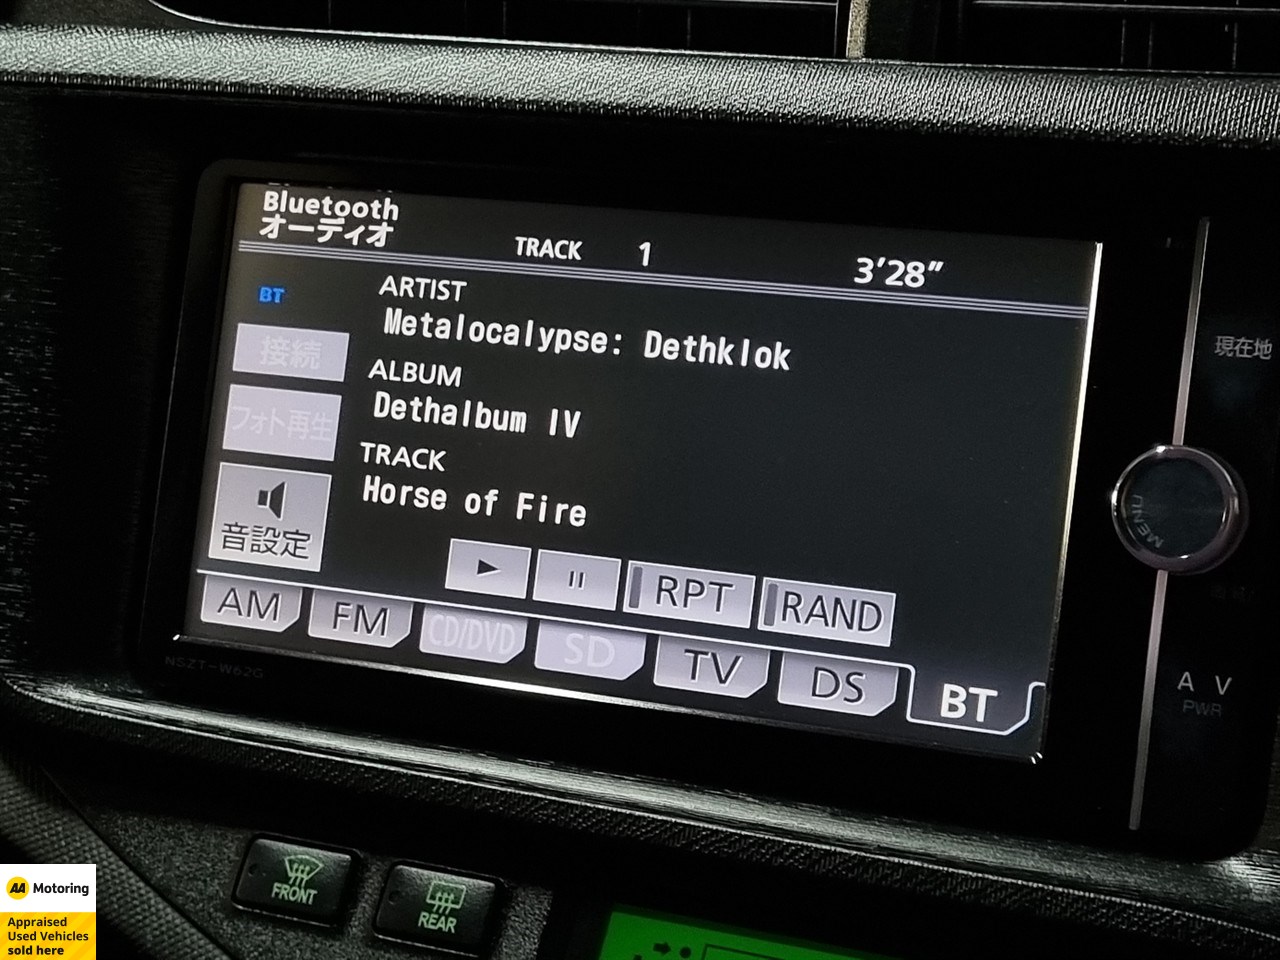 Bluetooth
オーディオ
TRACK 1 3'28"
BT
ARTIST
Metalocalypse: Dethklok
接続
ALBUM
Dethalbum IV
フォト再生
TRACK
Horse of Fire
音設定
RPT RAND
AM FM CD/DVD SD TV DS BT
NSZT-W62G
現在地
MENU
A V
PWR
FRONT
REAR
AA Motoring
Appraised
Used Vehicles
sold here